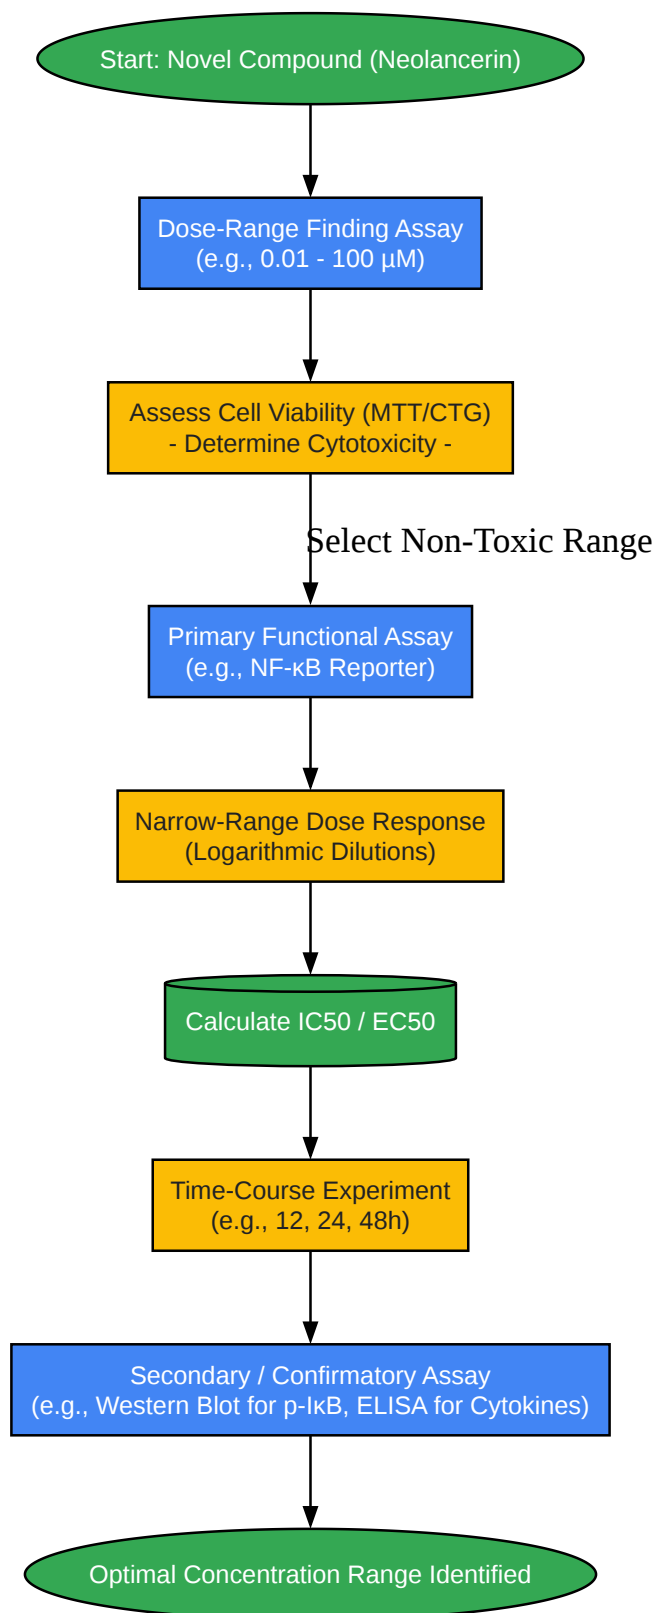 Start: Novel Compound (Neolancerin)
Dose-Range Finding Assay
(e.g., 0.01 - 100 µM)
Assess Cell Viability (MTT/CTG)
- Determine Cytotoxicity -
Select Non-Toxic Range
Primary Functional Assay
(e.g., NF-κB Reporter)
Narrow-Range Dose Response
(Logarithmic Dilutions)
Calculate IC50 / EC50
Time-Course Experiment
(e.g., 12, 24, 48h)
Secondary / Confirmatory Assay
(e.g., Western Blot for p-IκB, ELISA for Cytokines)
Optimal Concentration Range Identified